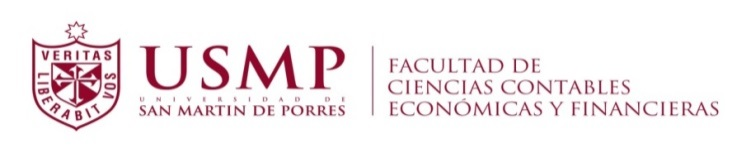 VERITAS
LIBERABIT VOS
USMP
UNIVERSIDAD DE
SAN MARTIN DE PORRES
FACULTAD DE
CIENCIAS CONTABLES
ECONÓMICAS Y FINANCIERAS